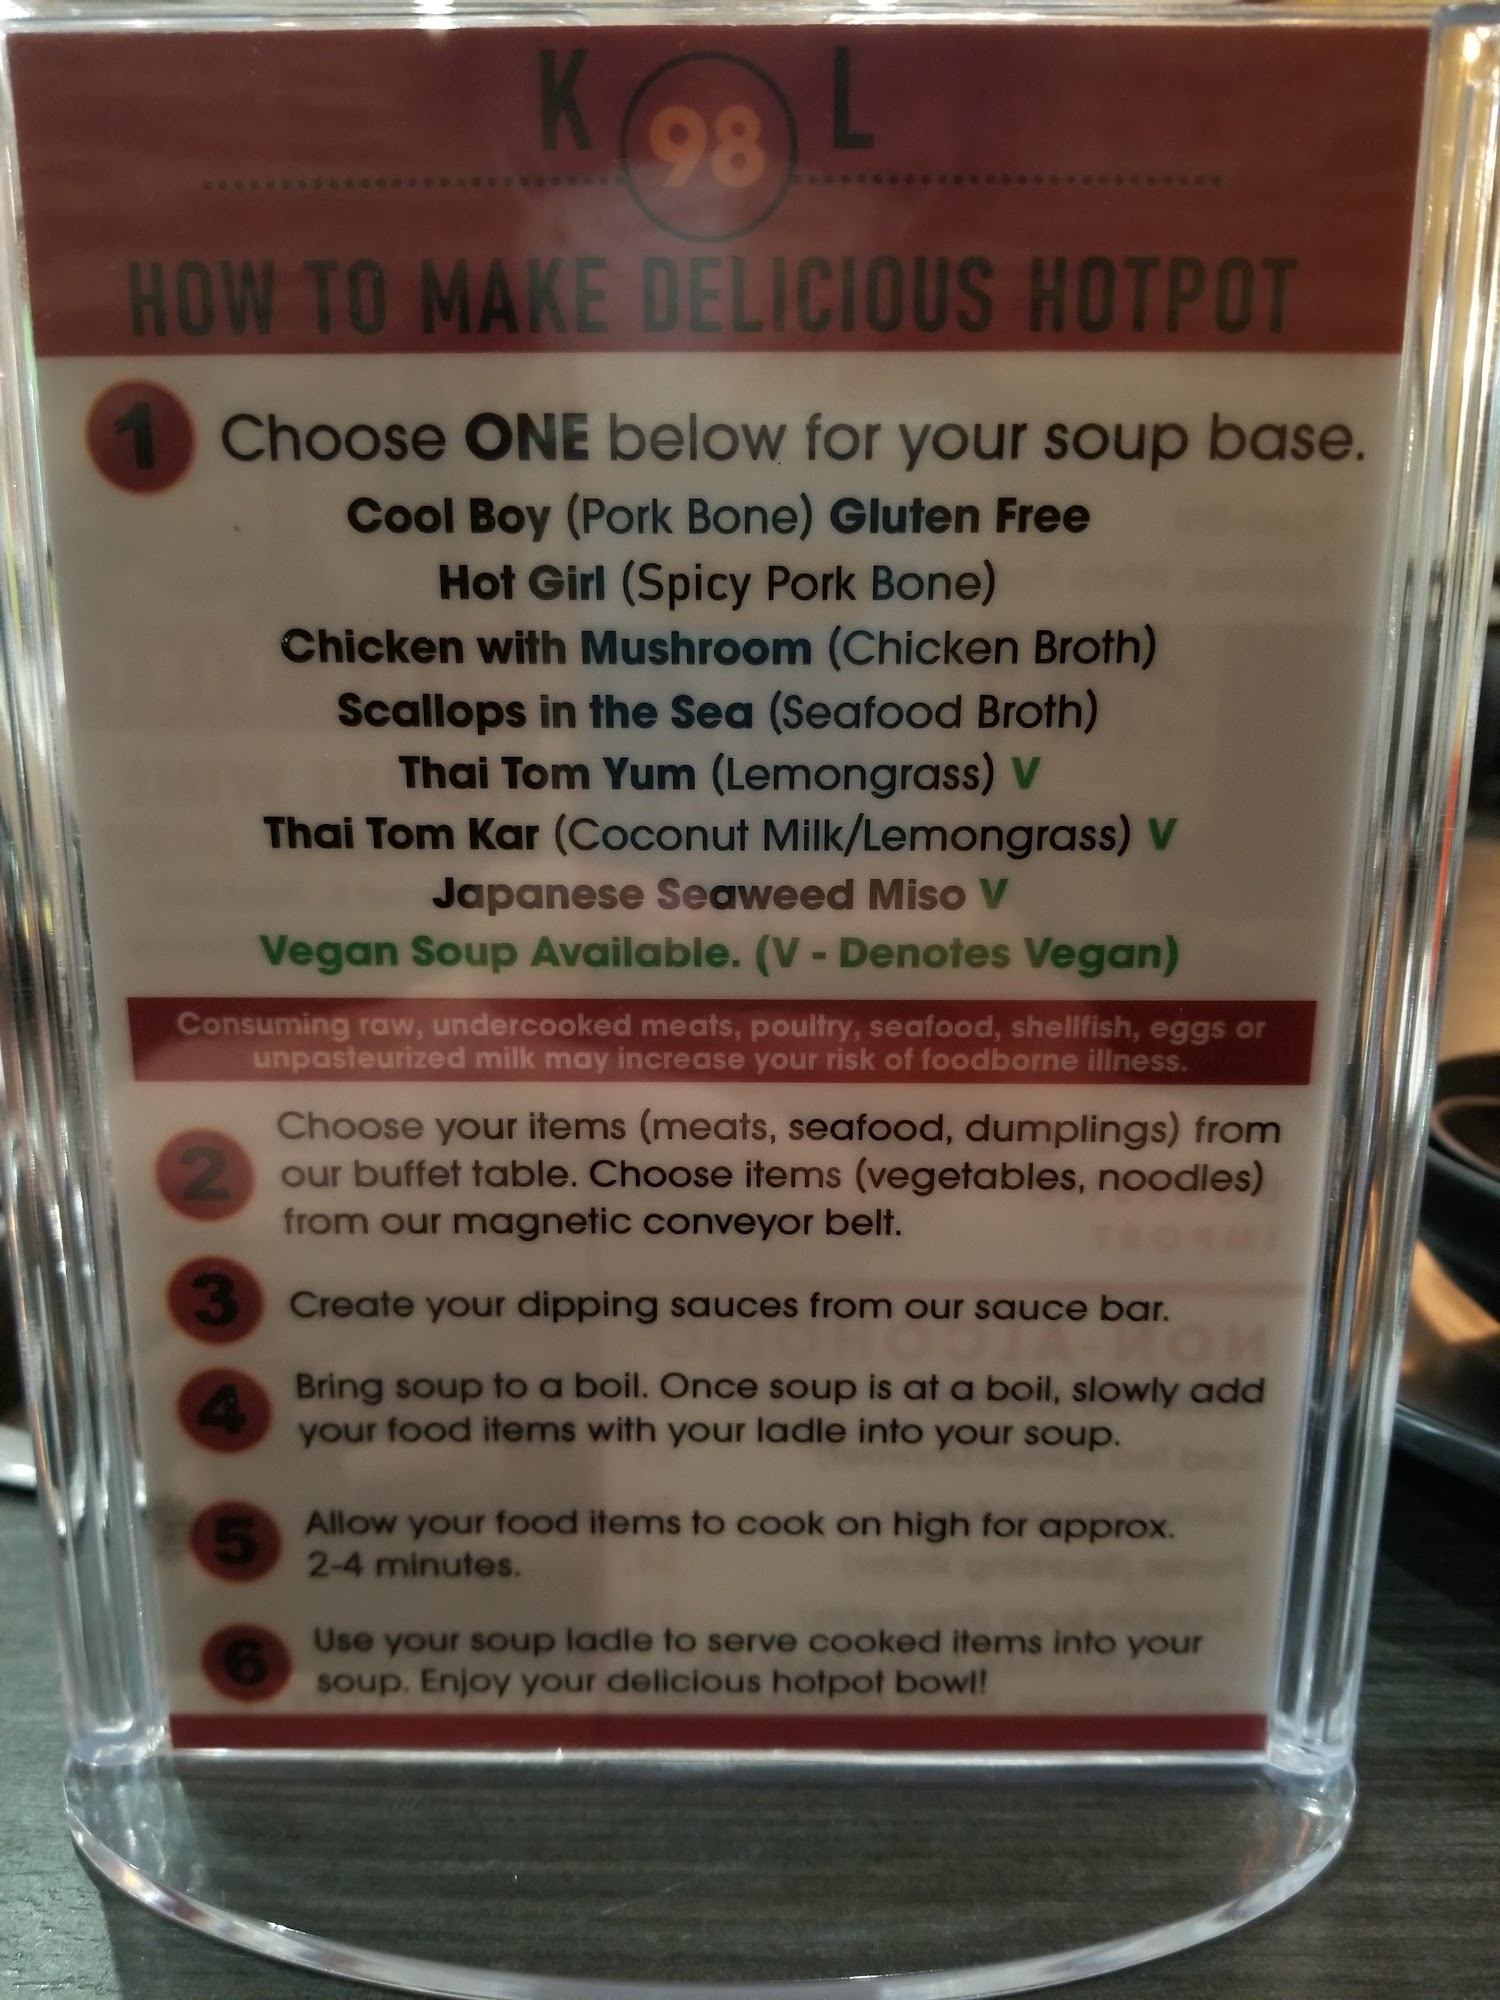 K 98 L
HOW TO MAKE DELICIOUS HOTPOT
1 Choose ONE below for your soup base.
Cool Boy (Pork Bone) Gluten Free
Hot Girl (Spicy Pork Bone)
Chicken with Mushroom (Chicken Broth)
Scallops in the Sea (Seafood Broth)
Thai Tom Yum (Lemongrass) V
Thai Tom Kar (Coconut Milk/Lemongrass) V
Japanese Seaweed Miso V
Vegan Soup Available. (V - Denotes Vegan)
Consuming raw, undercooked meats, poultry, seafood, shellfish, eggs or
unpasteurized milk may increase your risk of foodborne illness.
2 Choose your items (meats, seafood, dumplings) from
our buffet table. Choose items (vegetables, noodles)
from our magnetic conveyor belt.
3 Create your dipping sauces from our sauce bar.
4 Bring soup to a boil. Once soup is at a boil, slowly add
your food items with your ladle into your soup.
5 Allow your food items to cook on high for approx.
2-4 minutes.
6 Use your soup ladle to serve cooked items into your
soup. Enjoy your delicious hotpot bowl!
IMPORT
NON-ALCOHOLIC